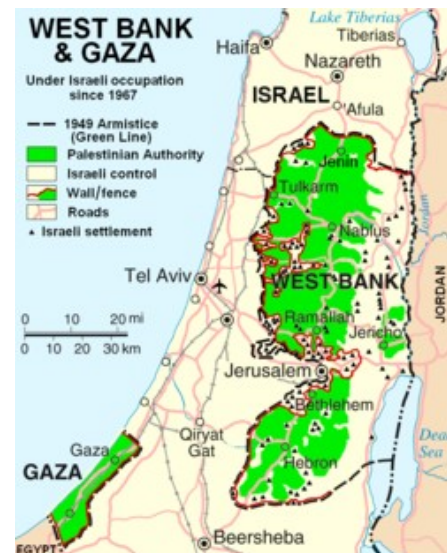 WEST BANK
& GAZA
Under Israeli occupation
since 1967
1949 Armistice
(Green Line)
Palestinian Authority
Israeli control
Wall/fence
Roads
Israeli settlement
0 10 20 mi
0 10 20 30 km
Lake Tiberias
Haifa
Tiberias
Nazareth
ISRAEL
'Afula
Jenin
Tulkarm
Nablus
Jordan
Tel Aviv
WEST BANK
JORDAN
Ramallah
Jericho
Jerusalem
Bethlehem
Qiryat
Gat
Dead
Sea
Gaza
Hebron
GAZA
Beersheba
EGYPT